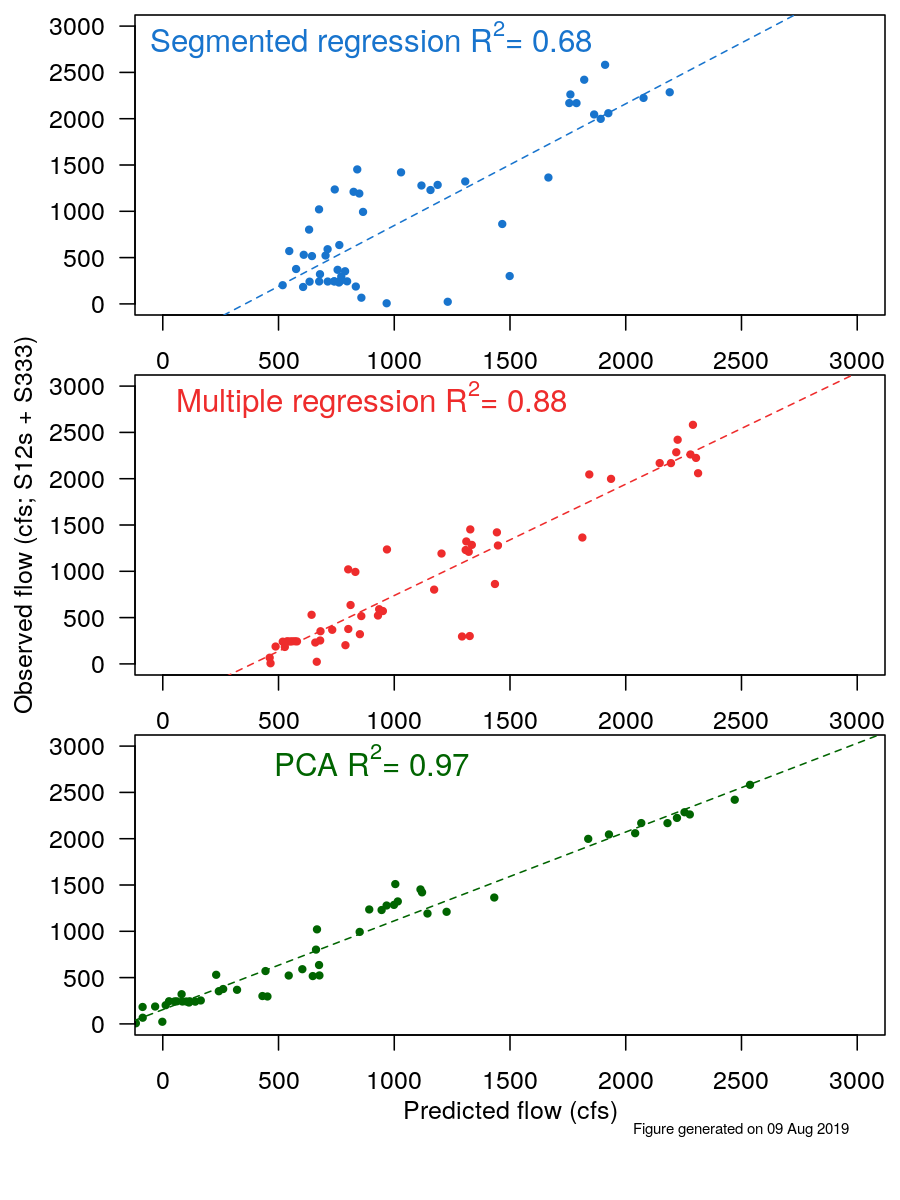 Segmented regression R²= 0.68
3000
2500
2000
1500
1000
500
0
0 500 1000 1500 2000 2500 3000
Observed flow (cfs; S12s + S333)
Multiple regression R²= 0.88
3000
2500
2000
1500
1000
500
0
0 500 1000 1500 2000 2500 3000
PCA R²= 0.97
3000
2500
2000
1500
1000
500
0
0 500 1000 1500 2000 2500 3000
Predicted flow (cfs)
Figure generated on 09 Aug 2019